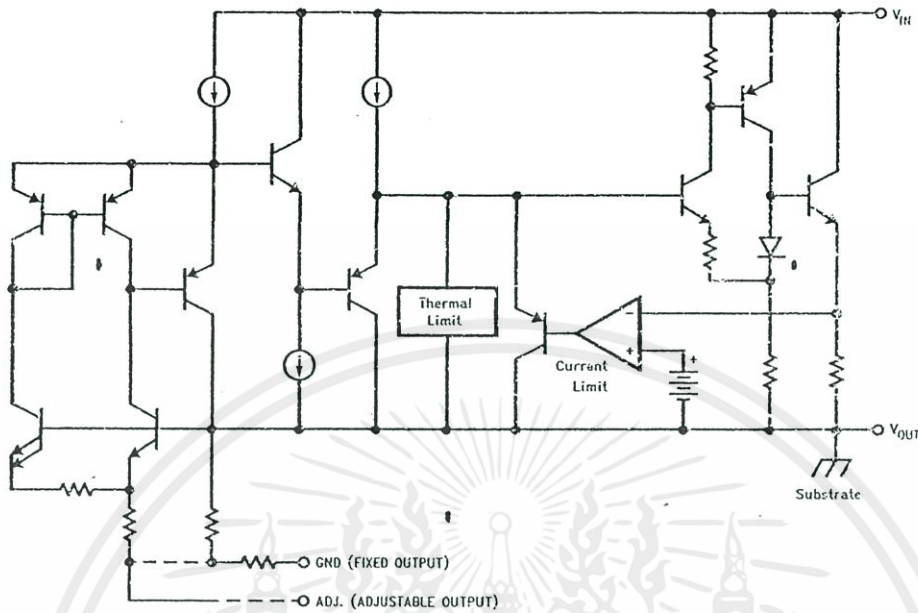 V_IN
Thermal
Limit
-
+
+
Current
Limit
V_OUT
Substrate
GND (FIXED OUTPUT)
ADJ. (ADJUSTABLE OUTPUT)